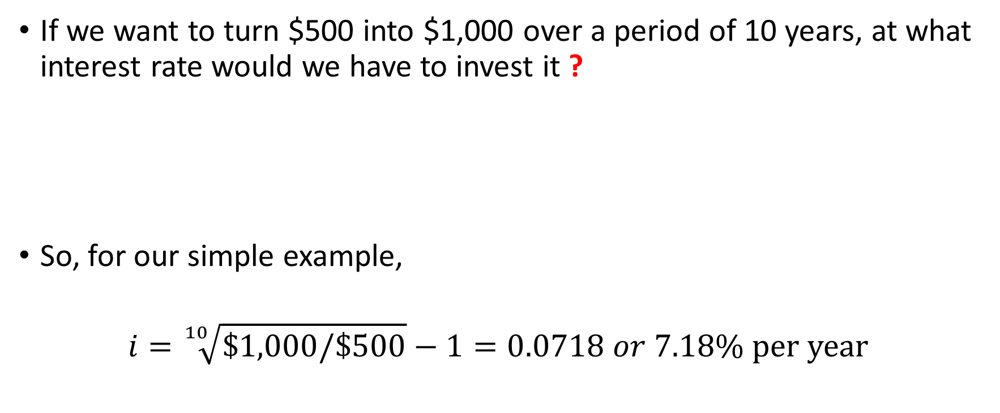 • If we want to turn $500 into $1,000 over a period of 10 years, at what
interest rate would we have to invest it ?
• So, for our simple example,
i = ¹⁰√$1,000/$500 − 1 = 0.0718 or 7.18% per year